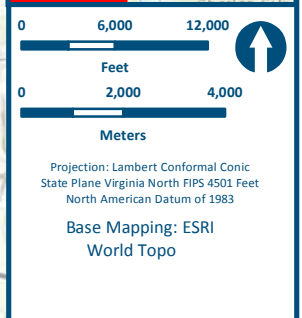 0 6,000 12,000
Feet
0 2,000 4,000
Meters
Projection: Lambert Conformal Conic
State Plane Virginia North FIPS 4501 Feet
North American Datum of 1983
Base Mapping: ESRI
World Topo